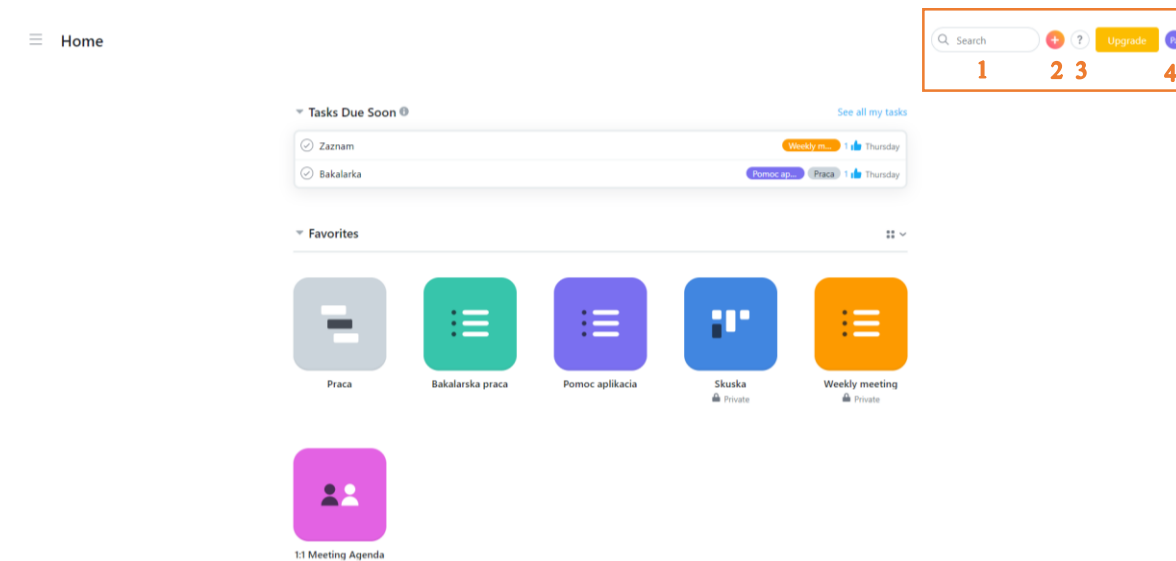 Home
Search
?
Upgrade
1
2
3
4
Tasks Due Soon
See all my tasks
Zaznam
Weekly m... 1 Thursday
Bakalarka
Pomoc ap... Praca 1 Thursday
Favorites
Praca
Bakalarska praca
Pomoc aplikacia
Skuska
Private
Weekly meeting
Private
1:1 Meeting Agenda